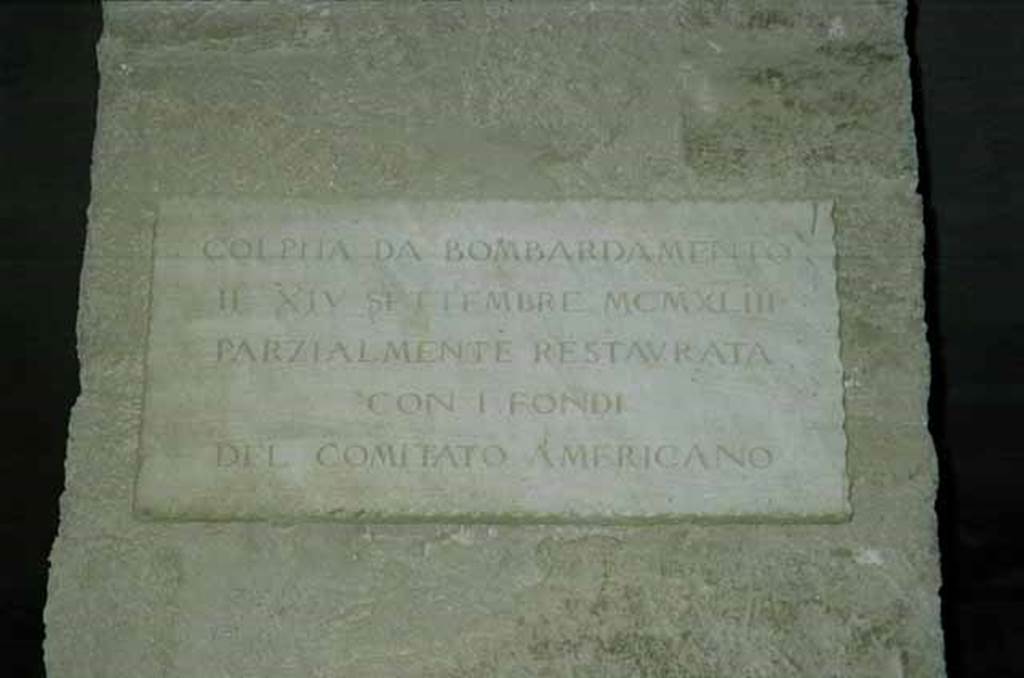 COLPITA DA BOMBARDAMENTO
IL XIV SETTEMBRE MCMXLIII
PARZIALMENTE RESTAVRATA
CON I FONDI
DEL COMITATO AMERICANO